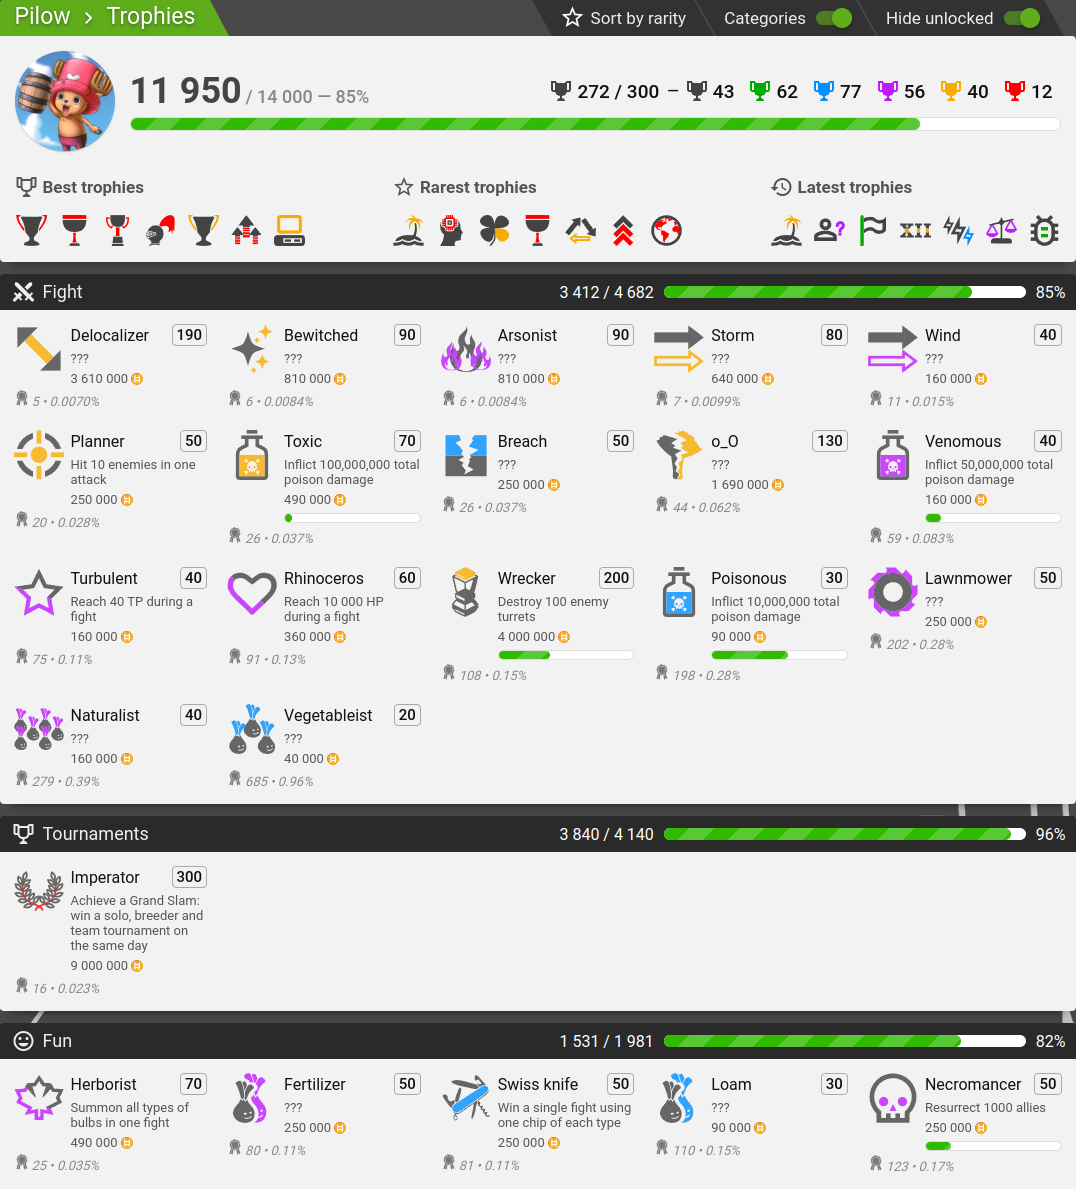 Pilow > Trophies
Sort by rarity
Categories
Hide unlocked
11 950 / 14 000 — 85%
272 / 300 — 43 62 77 56 40 12
Best trophies
Rarest trophies
Latest trophies
Fight
3 412 / 4 682
85%
Delocalizer 190
???
3 610 000
5 • 0.0070%
Bewitched 90
???
810 000
6 • 0.0084%
Arsonist 90
???
810 000
6 • 0.0084%
Storm 80
???
640 000
7 • 0.0099%
Wind 40
???
160 000
11 • 0.015%
Planner 50
Hit 10 enemies in one
attack
250 000
20 • 0.028%
Toxic 70
Inflict 100,000,000 total
poison damage
490 000
26 • 0.037%
Breach 50
???
250 000
26 • 0.037%
o_O 130
???
1 690 000
44 • 0.062%
Venomous 40
Inflict 50,000,000 total
poison damage
160 000
59 • 0.083%
Turbulent 40
Reach 40 TP during a
fight
160 000
75 • 0.11%
Rhinoceros 60
Reach 10 000 HP
during a fight
360 000
91 • 0.13%
Wrecker 200
Destroy 100 enemy
turrets
4 000 000
108 • 0.15%
Poisonous 30
Inflict 10,000,000 total
poison damage
90 000
198 • 0.28%
Lawnmower 50
???
250 000
202 • 0.28%
Naturalist 40
???
160 000
279 • 0.39%
Vegetableist 20
???
40 000
685 • 0.96%
Tournaments
3 840 / 4 140
96%
Imperator 300
Achieve a Grand Slam:
win a solo, breeder and
team tournament on
the same day
9 000 000
16 • 0.023%
Fun
1 531 / 1 981
82%
Herborist 70
Summon all types of
bulbs in one fight
490 000
25 • 0.035%
Fertilizer 50
???
250 000
80 • 0.11%
Swiss knife 50
Win a single fight using
one chip of each type
250 000
81 • 0.11%
Loam 30
???
90 000
110 • 0.15%
Necromancer 50
Resurrect 1000 allies
250 000
123 • 0.17%